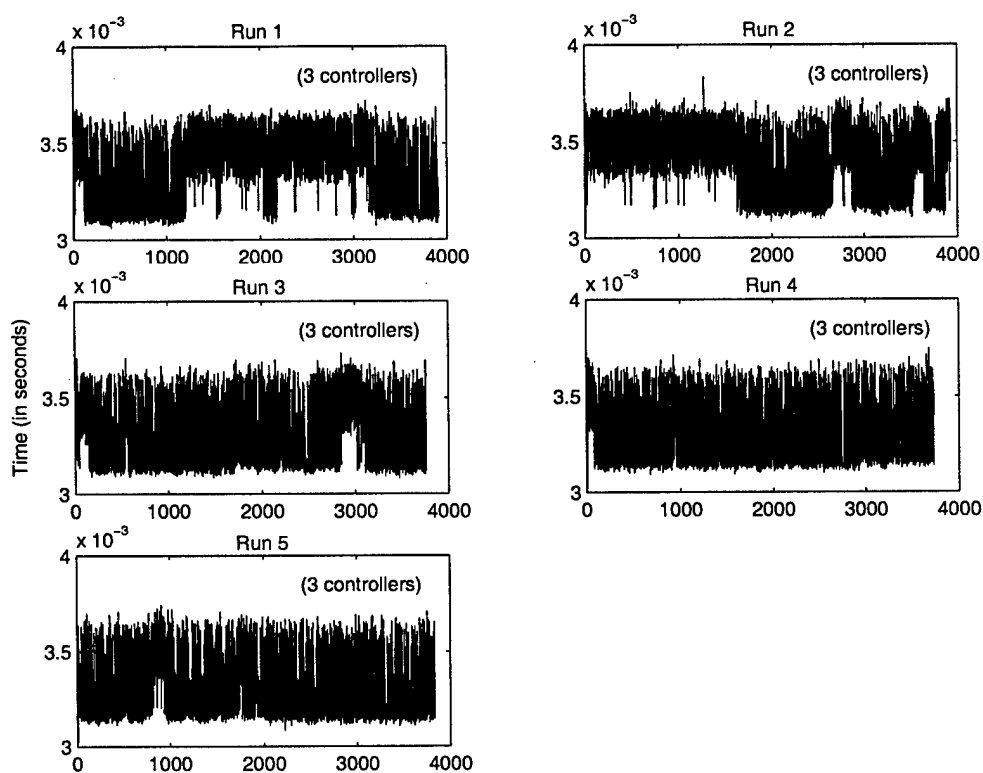 x 10⁻³
Run 1
(3 controllers)
4
3.5
3
0 1000 2000 3000 4000
x 10⁻³
Run 2
(3 controllers)
4
3.5
3
0 1000 2000 3000 4000
Time (in seconds)
x 10⁻³
Run 3
(3 controllers)
4
3.5
3
0 1000 2000 3000 4000
x 10⁻³
Run 4
(3 controllers)
4
3.5
3
0 1000 2000 3000 4000
x 10⁻³
Run 5
(3 controllers)
4
3.5
3
0 1000 2000 3000 4000